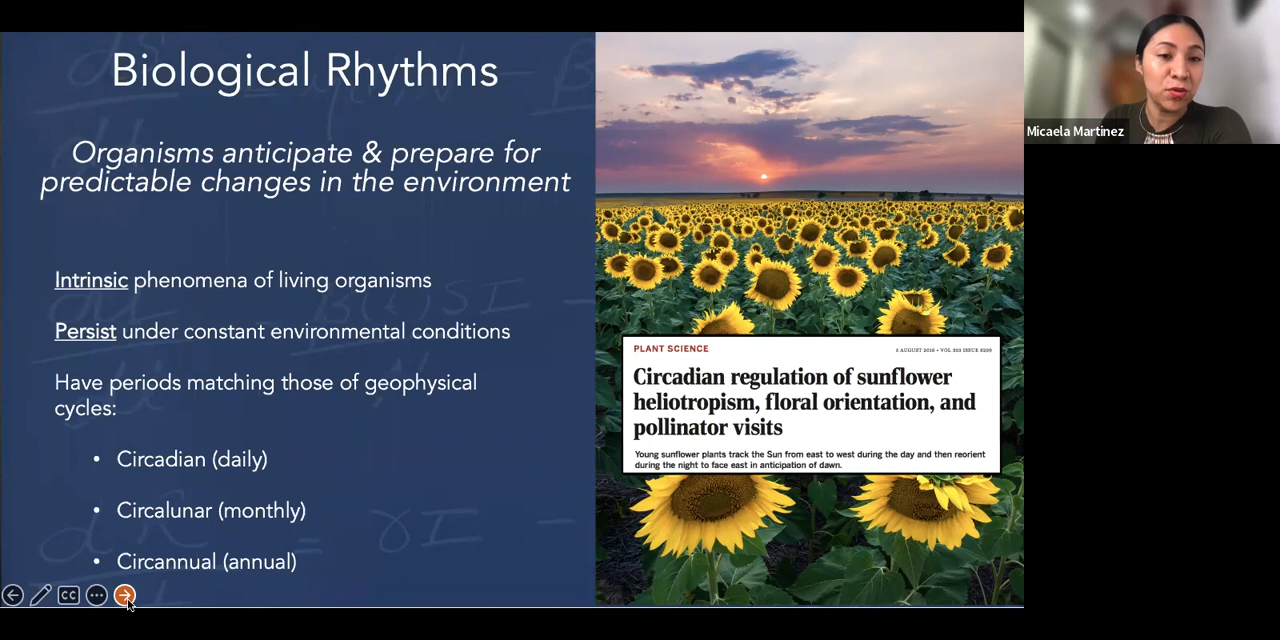 Biological Rhythms
Organisms anticipate & prepare for
predictable changes in the environment
Intrinsic phenomena of living organisms
Persist under constant environmental conditions
Have periods matching those of geophysical
cycles:
• Circadian (daily)
• Circalunar (monthly)
• Circannual (annual)
CC
PLANT SCIENCE
5 AUGUST 2016 • VOL 353 ISSUE 6299
Circadian regulation of sunflower
heliotropism, floral orientation, and
pollinator visits
Young sunflower plants track the Sun from east to west during the day and then reorient
during the night to face east in anticipation of dawn.
Micaela Martinez